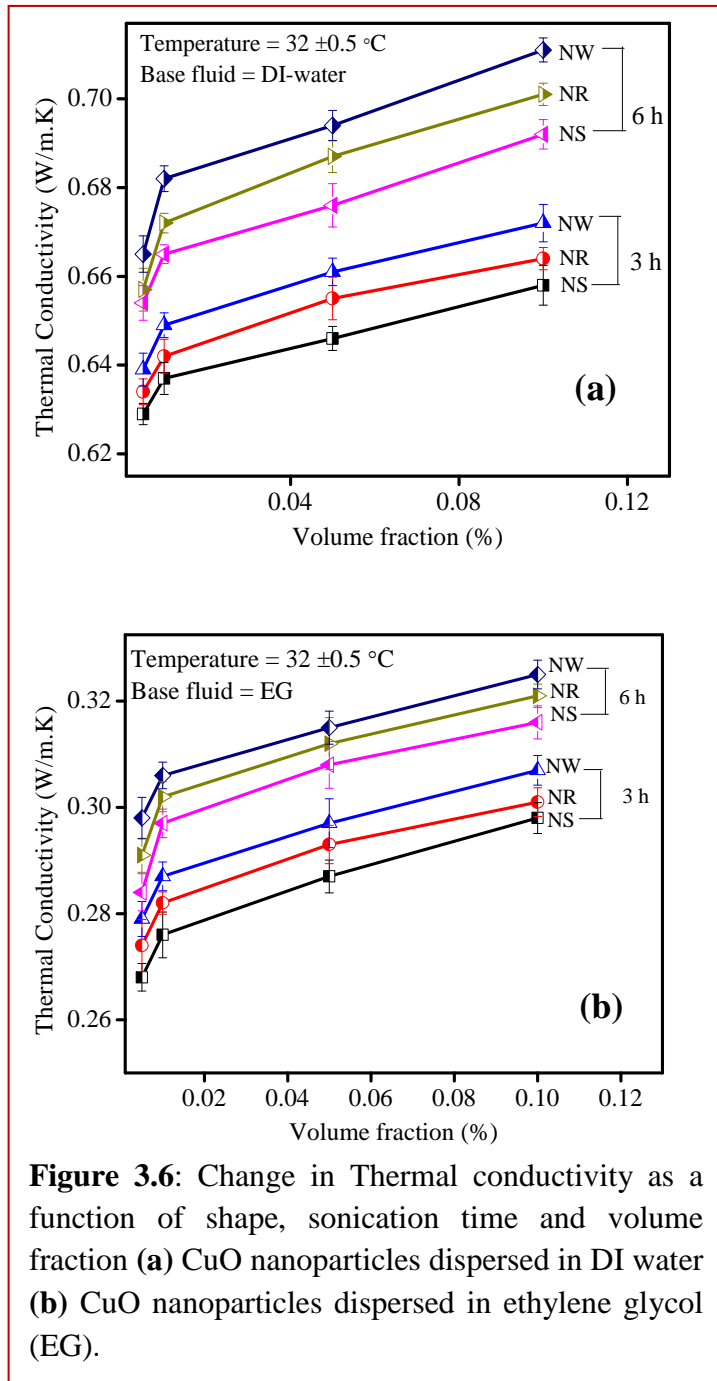 Temperature = 32 ±0.5 °C
Base fluid = DI-water
NW
NR
NS
6 h
NW
NR
NS
3 h
(a)
0.70
0.68
0.66
0.64
0.62
Thermal Conductivity (W/m.K)
0.04
0.08
0.12
Volume fraction (%)
Temperature = 32 ±0.5 °C
Base fluid = EG
NW
NR
NS
6 h
NW
NR
NS
3 h
(b)
0.32
0.30
0.28
0.26
Thermal Conductivity (W/m.K)
0.02
0.04
0.06
0.08
0.10
0.12
Volume fraction (%)
Figure 3.6: Change in Thermal conductivity as a
function of shape, sonication time and volume
fraction (a) CuO nanoparticles dispersed in DI water
(b) CuO nanoparticles dispersed in ethylene glycol
(EG).